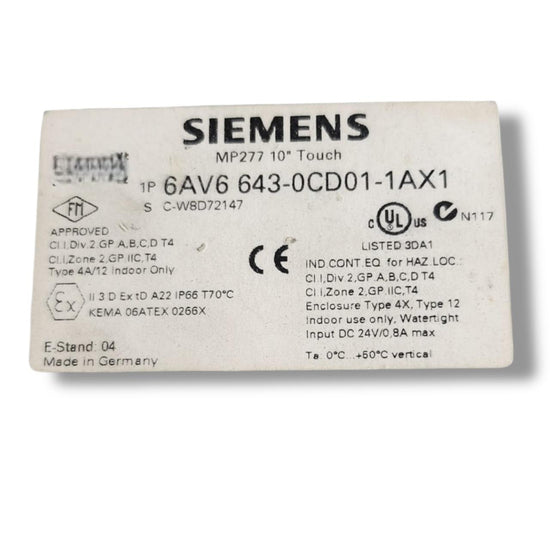 SIEMENS
MP277 10" Touch
1P 6AV6 643-0CD01-1AX1
S C-W8D72147
FM
APPROVED
Cl.I,Div.2,GP.A,B,C,D T4
Cl.I,Zone 2,GP.IIC,T4
Type 4A/12 Indoor Only
c UL us
N117
LISTED 3DA1
IND.CONT.EQ. for HAZ.LOC.:
Cl.I,Div.2,GP.A,B,C,D T4
Cl.I,Zone 2,GP.IIC,T4
Enclosure Type 4X, Type 12
Indoor use only, Watertight
Input DC 24V/0,8A max
CE
Ex
II 3 D Ex tD A22 IP66 T70°C
KEMA 06ATEX 0266X
E-Stand: 04
Made in Germany
Ta: 0°C...+50°C vertical